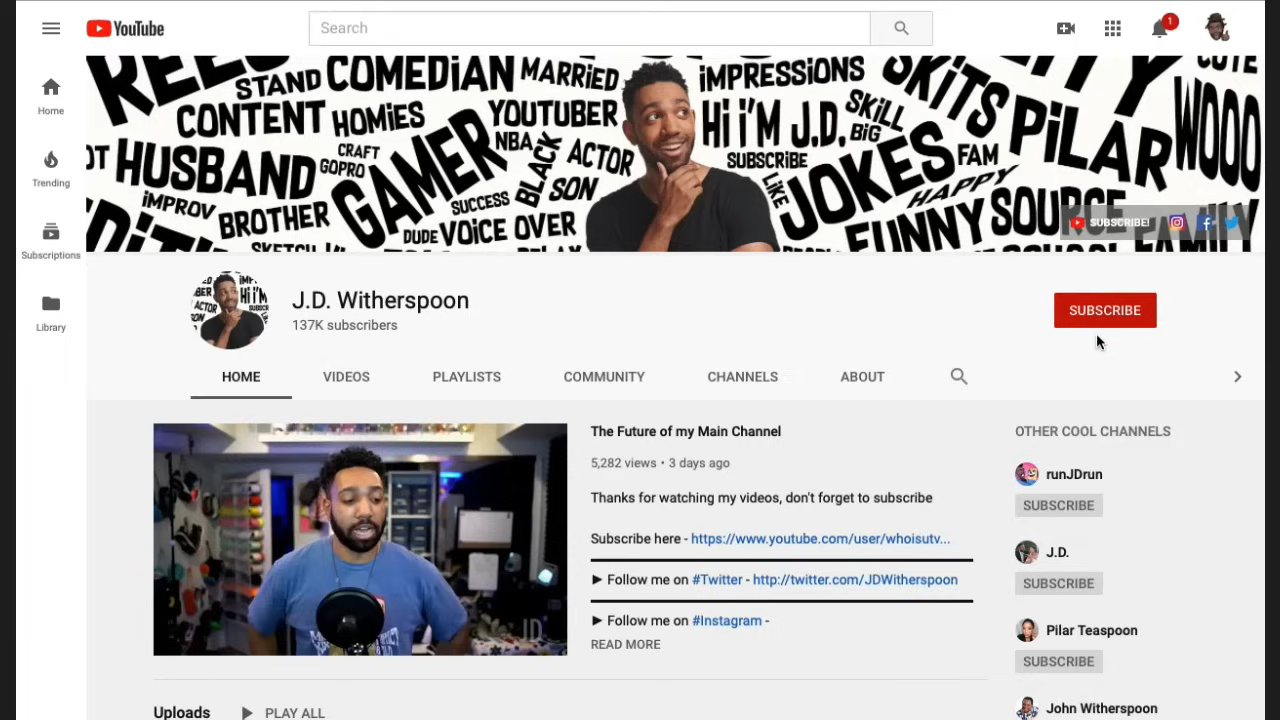 YouTube
Search
1
Home
Trending
Subscriptions
Library
STAND
COMEDiAN
MARRiED
iMPRESSiONS
SKiTS
CUTE
CONTENT
HOMiES
YOUTUBER
Hi i'M J.D.
SKiLL
BiG
PiLAR
WOOO
HUSBAND
CRAFT
GOPRO
GAMER
NBA
BLACK
ACTOR
SUBSCRiBE
LiKE
JOKES
FAM
HAPPY
iMPROV
BROTHER
SUCCESS
SON
DUDE
VOiCE OVER
FUNNY
SOURCE
FAMiLY
SUBSCRIBE!
J.D. Witherspoon
137K subscribers
SUBSCRIBE
HOME
VIDEOS
PLAYLISTS
COMMUNITY
CHANNELS
ABOUT
The Future of my Main Channel
5,282 views • 3 days ago
Thanks for watching my videos, don't forget to subscribe
Subscribe here - https://www.youtube.com/user/whoisutv...
► Follow me on #Twitter - http://twitter.com/JDWitherspoon
► Follow me on #Instagram -
READ MORE
JD
OTHER COOL CHANNELS
runJDrun
SUBSCRIBE
J.D.
SUBSCRIBE
Pilar Teaspoon
SUBSCRIBE
John Witherspoon
Uploads
PLAY ALL